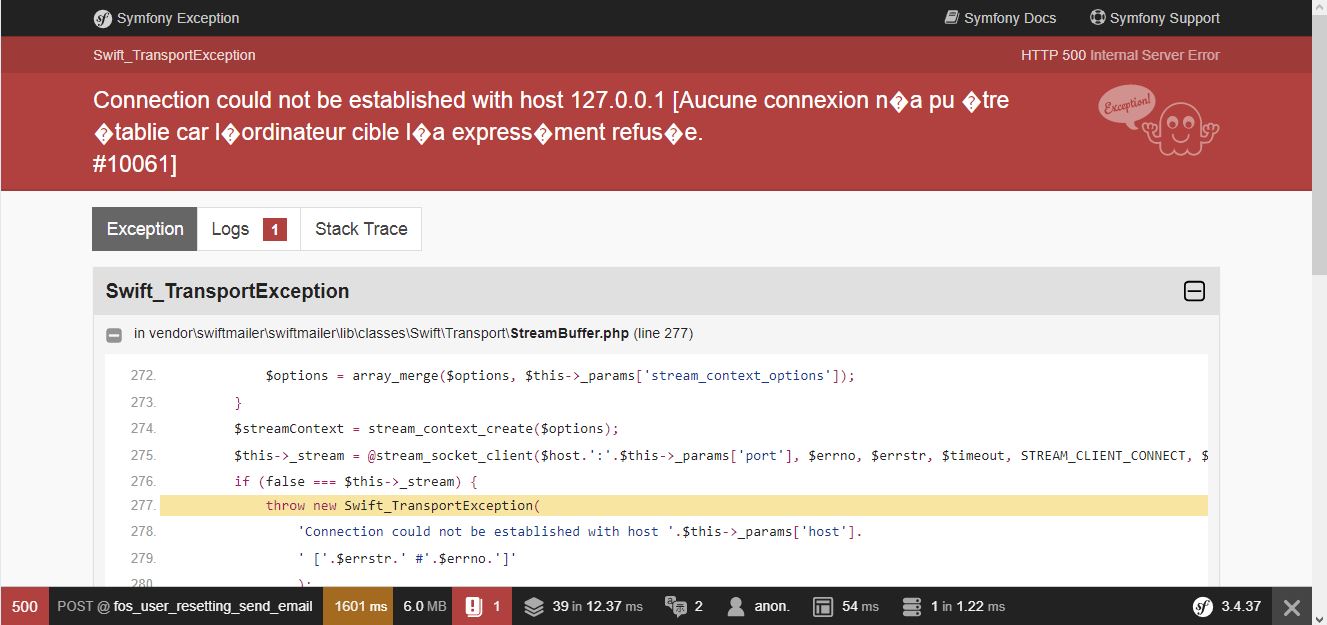 Symfony Exception
Symfony Docs
Symfony Support
Swift_TransportException
HTTP 500 Internal Server Error
Connection could not be established with host 127.0.0.1 [Aucune connexion n�a pu �tre
�tablie car l�ordinateur cible l�a express�ment refus�e.
#10061]
Exception!
Exception
Logs 1
Stack Trace
Swift_TransportException
in vendor\swiftmailer\swiftmailer\lib\classes\Swift\Transport\StreamBuffer.php (line 277)
272. $options = array_merge($options, $this->_params['stream_context_options']);
273. }
274. $streamContext = stream_context_create($options);
275. $this->_stream = @stream_socket_client($host.':'.$this->_params['port'], $errno, $errstr, $timeout, STREAM_CLIENT_CONNECT, $
276. if (false === $this->_stream) {
277. throw new Swift_TransportException(
278. 'Connection could not be established with host '.$this->_params['host'].
279. ' ['.$errstr.' #'.$errno.']'
280. );
500 POST @ fos_user_resetting_send_email 1601 ms 6.0 MB 1 39 in 12.37 ms 2 anon. 54 ms 1 in 1.22 ms 3.4.37